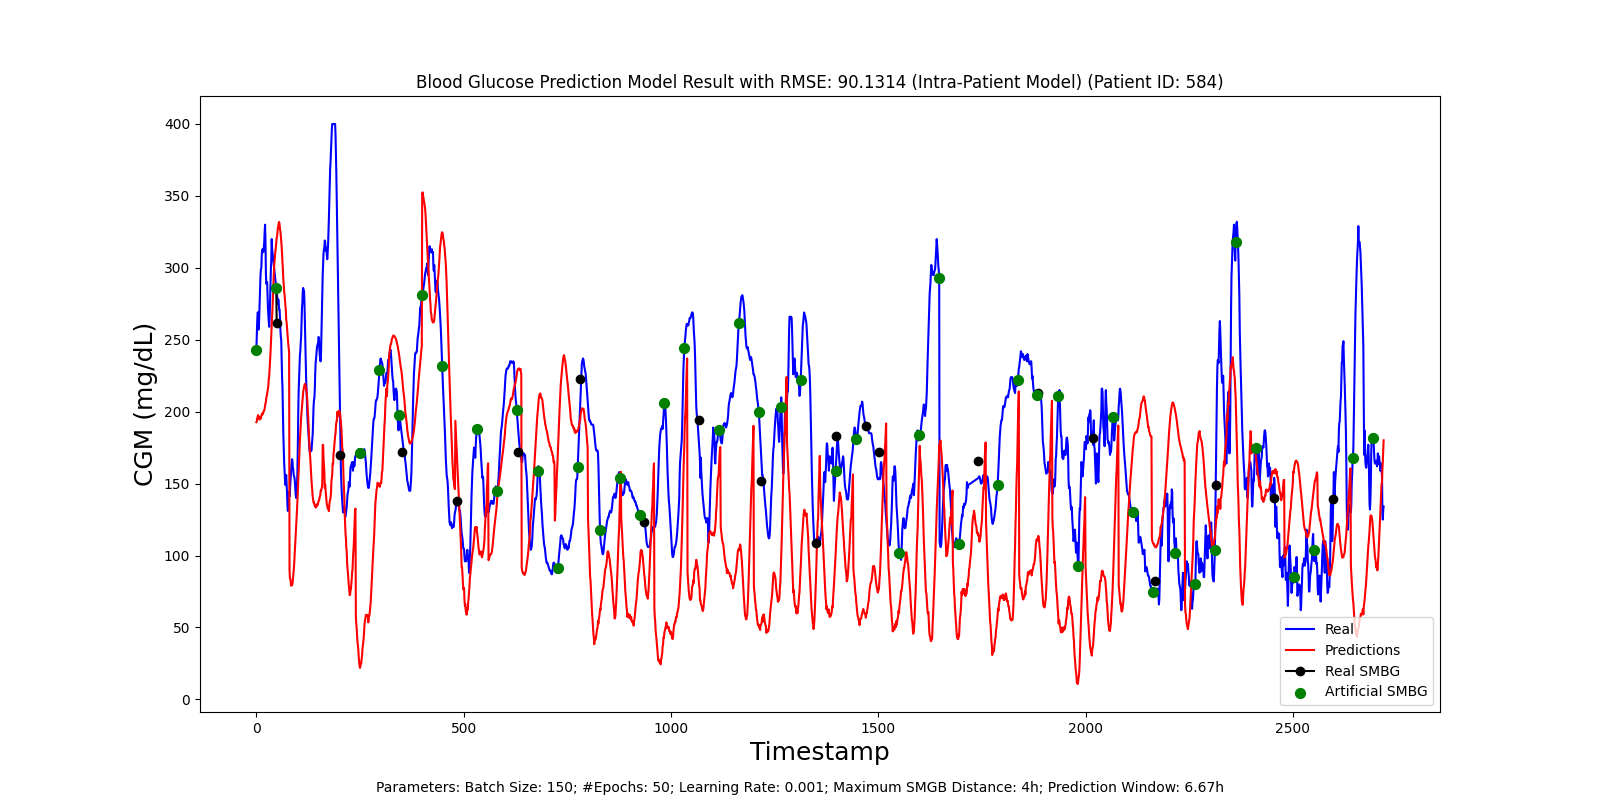 Blood Glucose Prediction Model Result with RMSE: 90.1314 (Intra-Patient Model) (Patient ID: 584)
CGM (mg/dL)
400
350
300
250
200
150
100
50
0
Real
Predictions
Real SMBG
Artificial SMBG
0 500 1000 1500 2000 2500
Timestamp
Parameters: Batch Size: 150; #Epochs: 50; Learning Rate: 0.001; Maximum SMGB Distance: 4h; Prediction Window: 6.67h